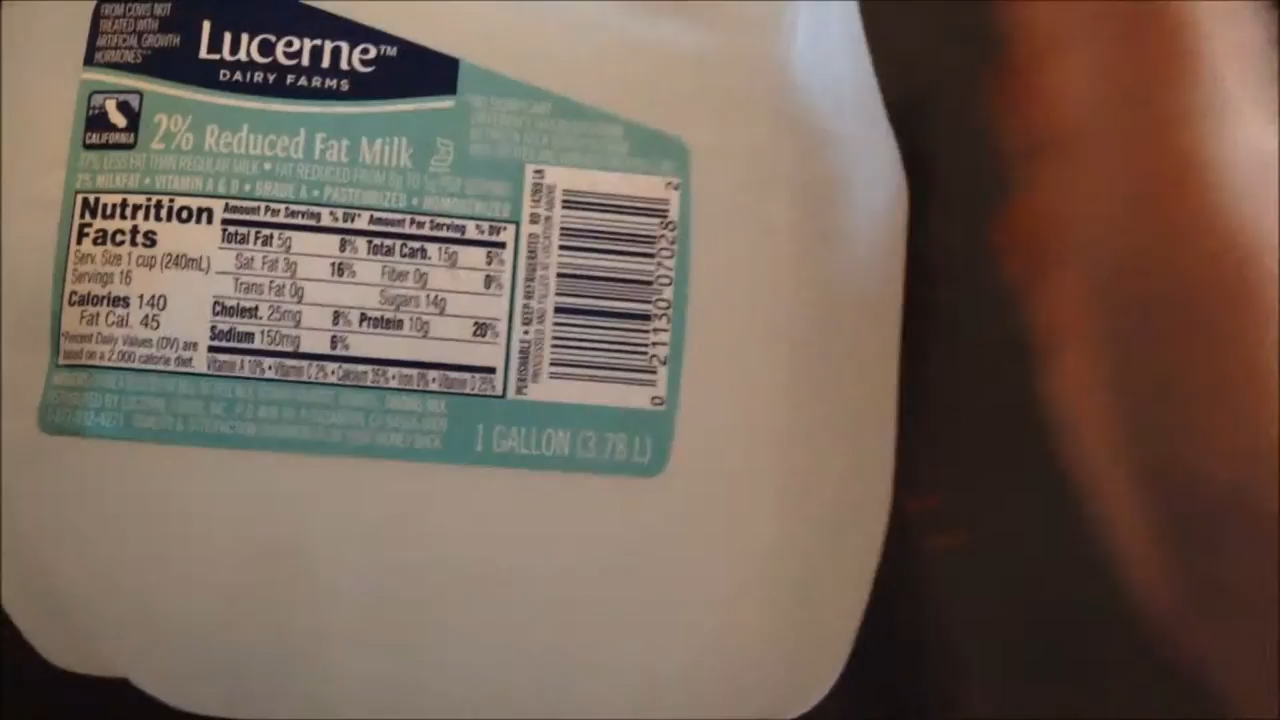 FROM COWS NOT
TREATED WITH
ARTIFICIAL GROWTH
HORMONES**
Lucerne™
DAIRY FARMS
CALIFORNIA
2% Reduced Fat Milk
37% LESS FAT THAN REGULAR MILK • FAT REDUCED FROM 8g TO 5g PER SERVING
2% MILKFAT • VITAMIN A & D • GRADE A • PASTEURIZED • HOMOGENIZED
Nutrition
Facts
Serv. Size 1 cup (240mL)
Servings 16
Calories 140
Fat Cal. 45
*Percent Daily Values (DV) are
based on a 2,000 calorie diet.
Amount Per Serving % DV* Amount Per Serving % DV*
Total Fat 5g 8% Total Carb. 15g 5%
Sat. Fat 3g 16% Fiber 0g 0%
Trans Fat 0g Sugars 14g
Cholest. 25mg 8% Protein 10g 20%
Sodium 150mg 6%
Vitamin A 10% • Vitamin C 2% • Calcium 35% • Iron 0% • Vitamin D 25%
PERISHABLE • KEEP REFRIGERATED
0 21130 07028 2
DISTRIBUTED BY LUCERNE
1 GALLON (3.78 L)